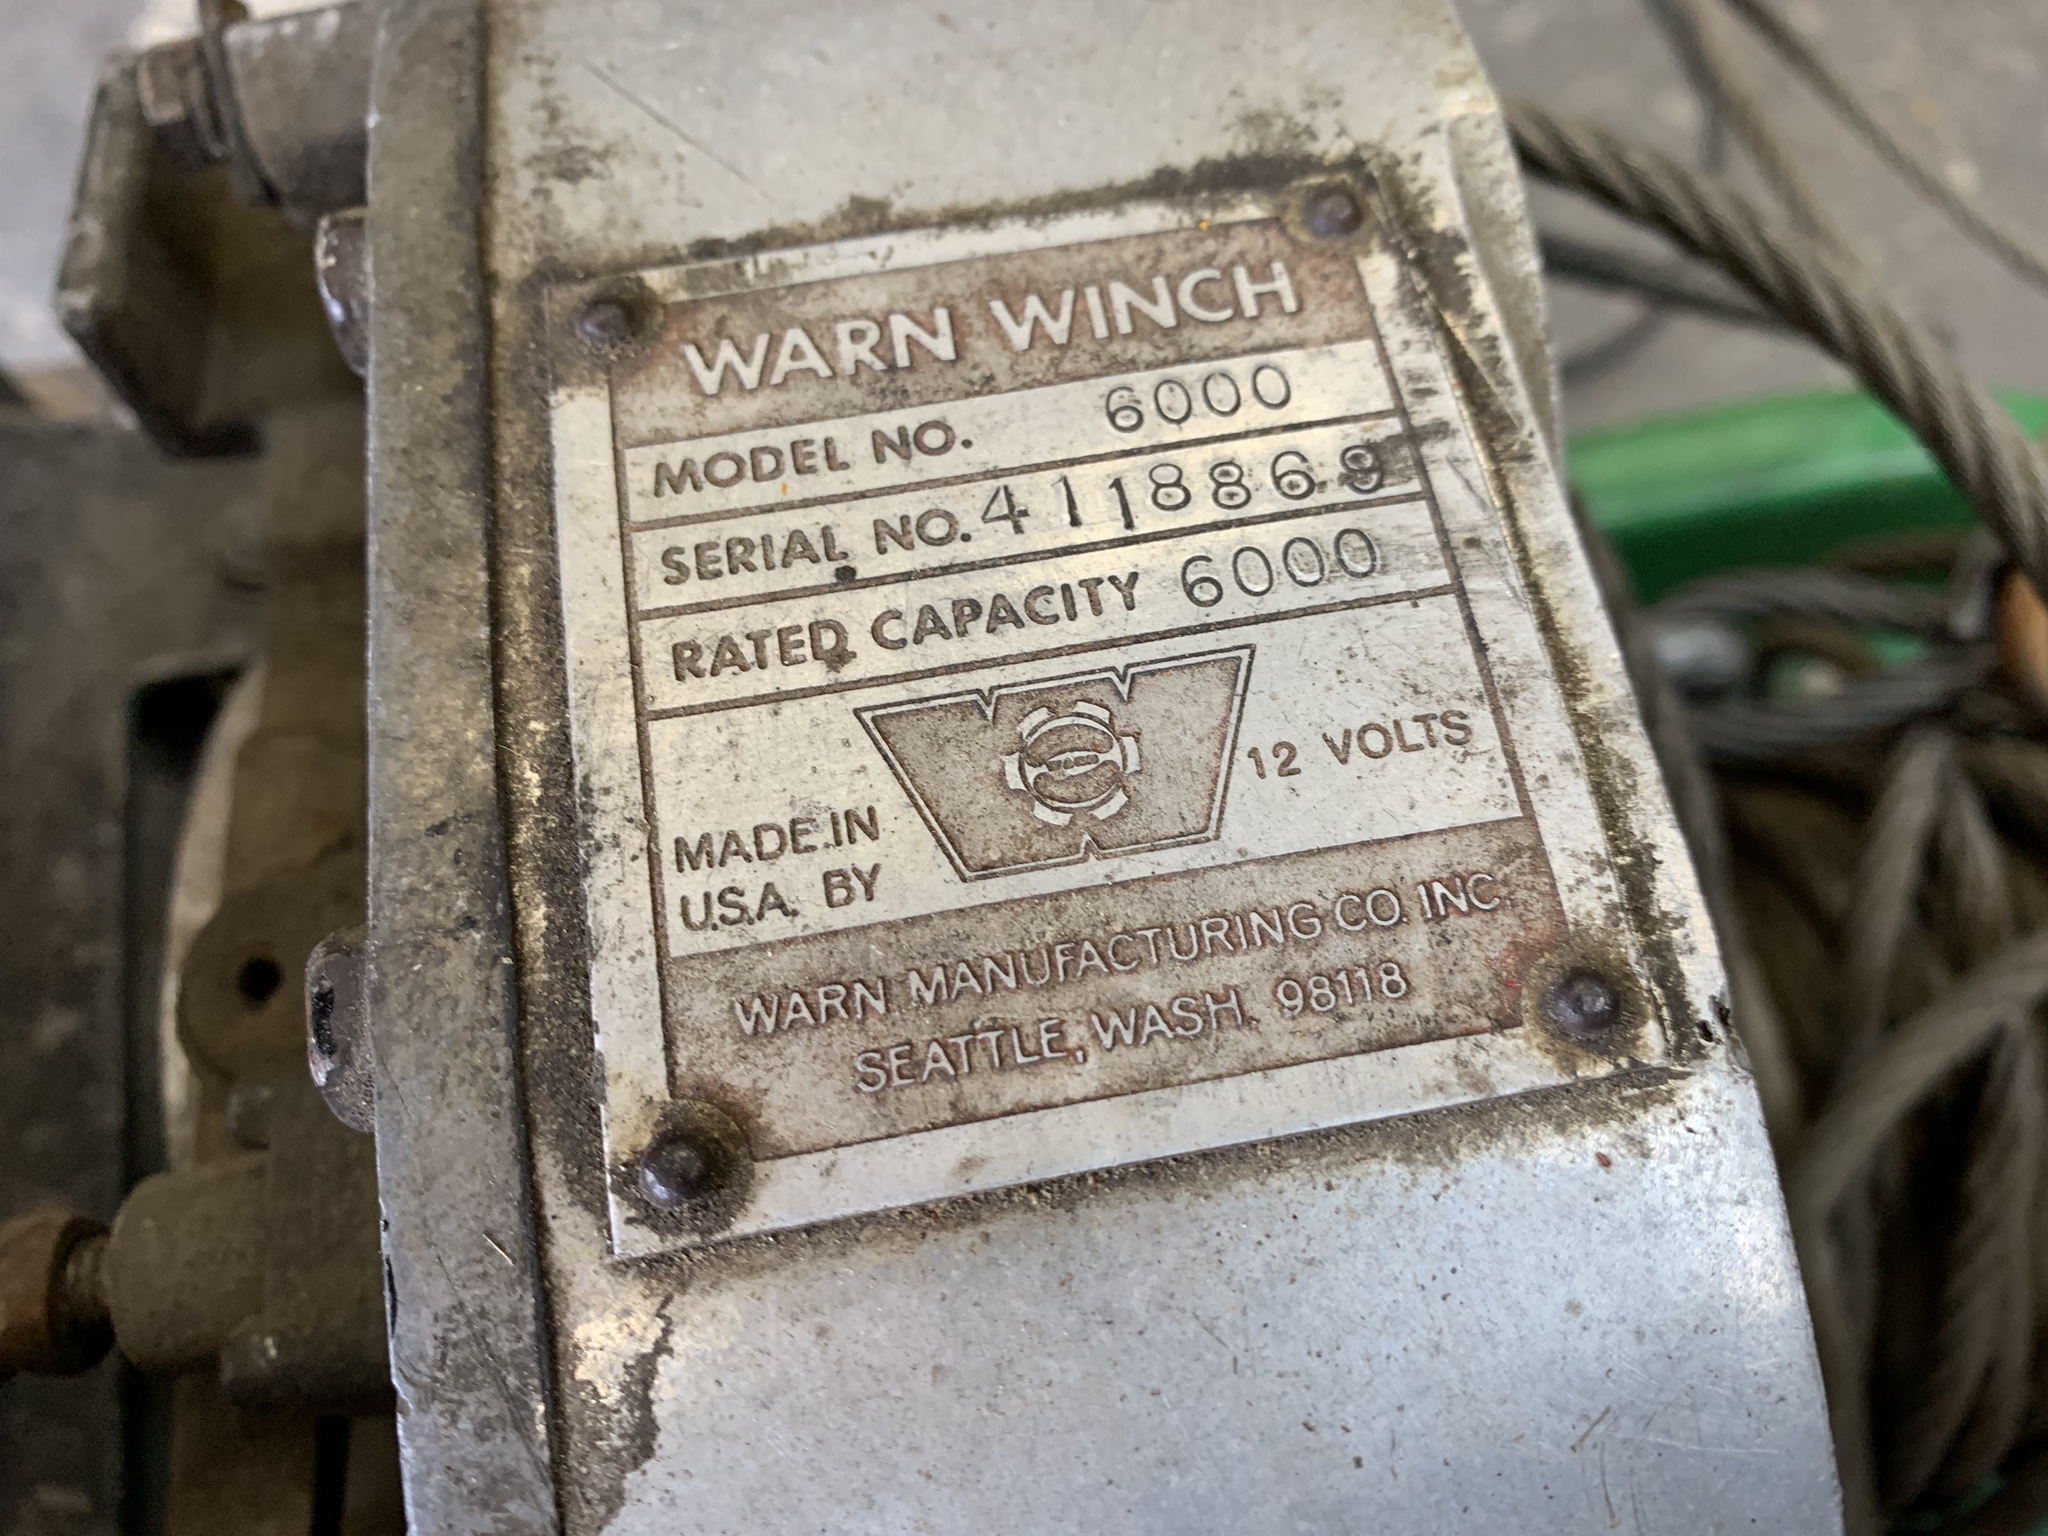 WARN WINCH
MODEL NO. 6000
SERIAL NO. 4118869
RATED CAPACITY 6000
12 VOLTS
MADE IN
U.S.A. BY
WARN
WARN MANUFACTURING CO. INC.
SEATTLE, WASH. 98118